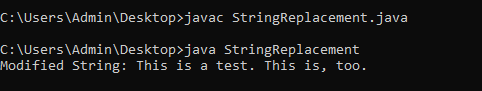 C:\Users\Admin\Desktop>javac StringReplacement.java
C:\Users\Admin\Desktop>java StringReplacement
Modified String: This is a test. This is, too.